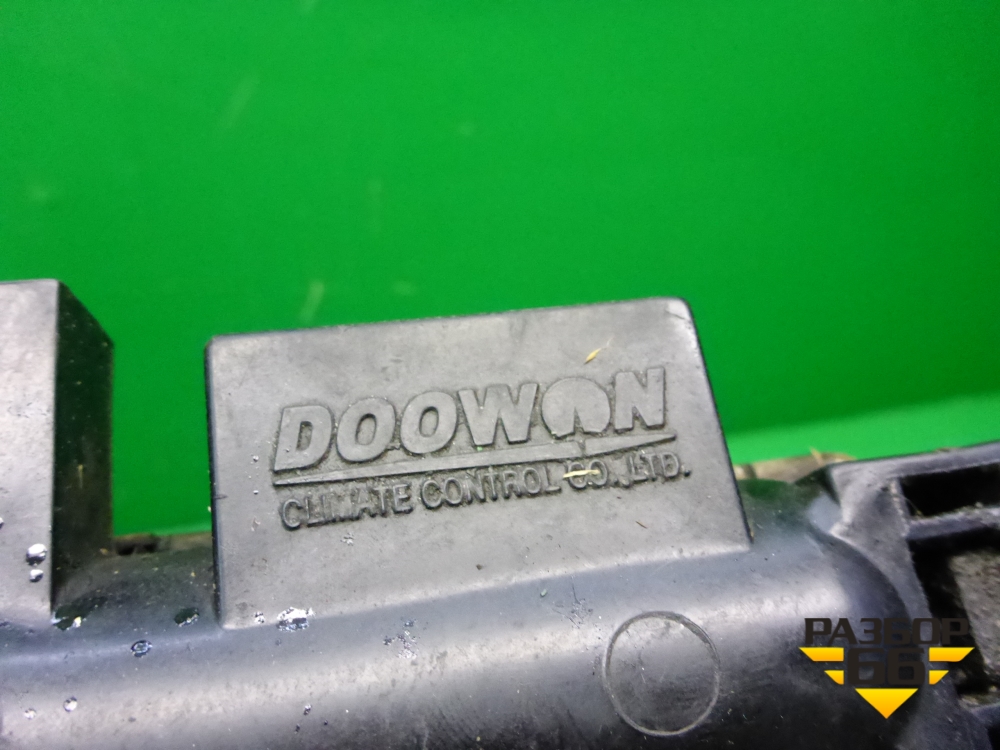 DOOWON
CLIMATE CONTROL CO., LTD.
РАЗБОР
66